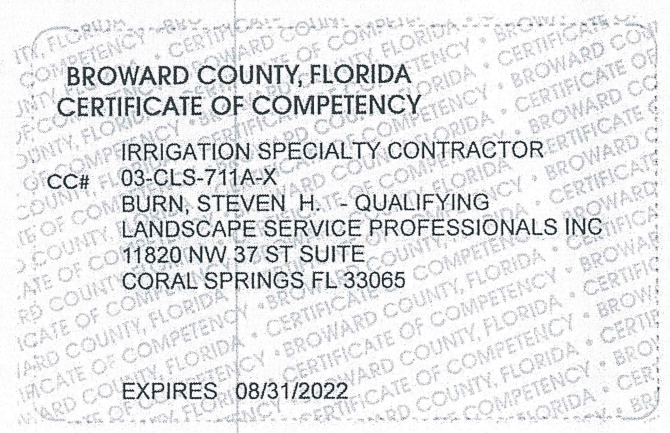 BROWARD COUNTY, FLORIDA
CERTIFICATE OF COMPETENCY
IRRIGATION SPECIALTY CONTRACTOR
CC# 03-CLS-711A-X
BURN, STEVEN H. - QUALIFYING
LANDSCAPE SERVICE PROFESSIONALS INC
11820 NW 37 ST SUITE
CORAL SPRINGS FL 33065
EXPIRES 08/31/2022